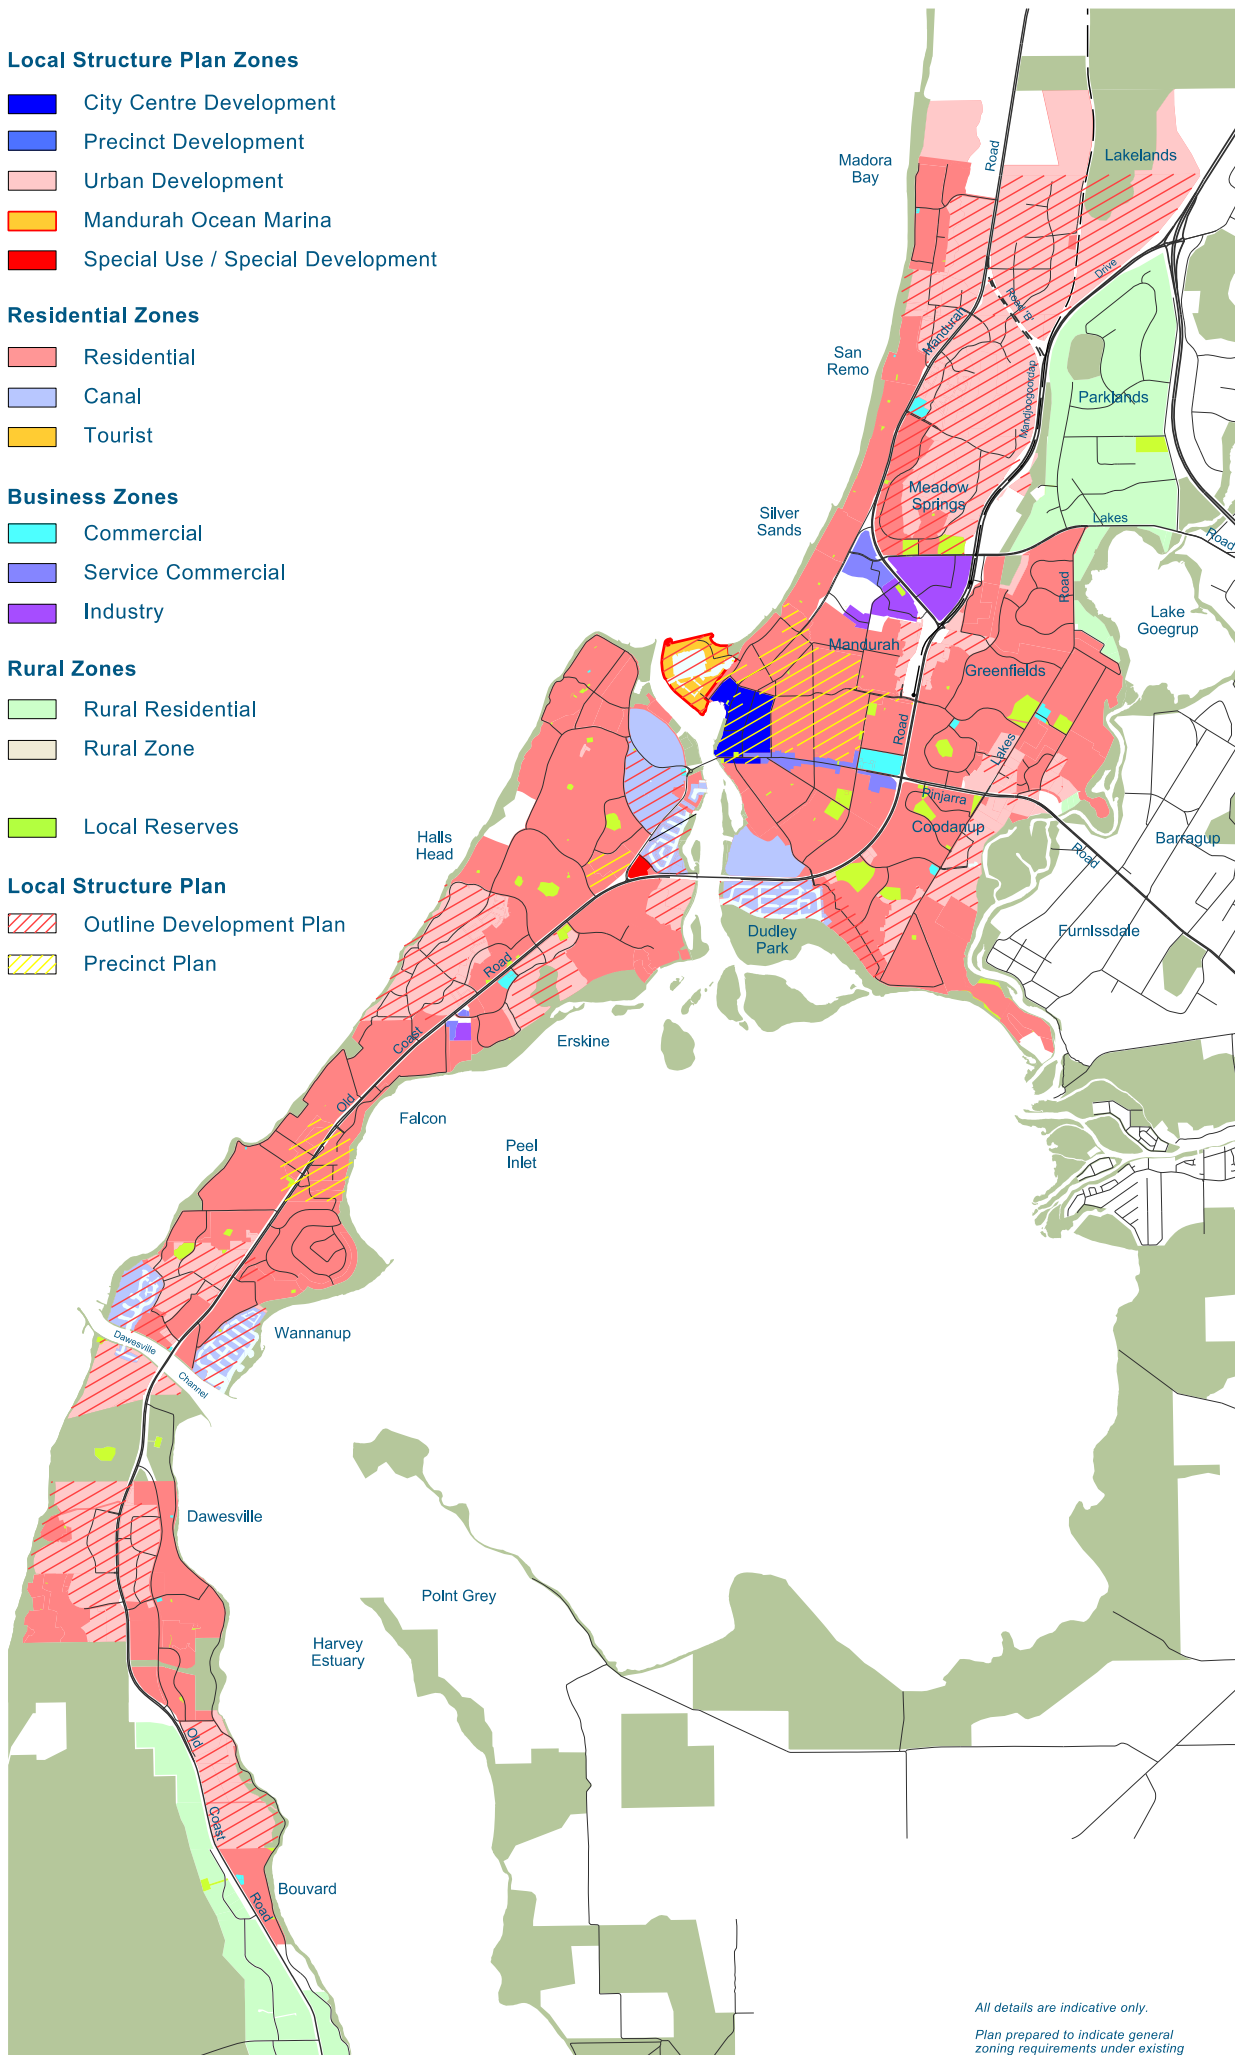 Local Structure Plan Zones
City Centre Development
Precinct Development
Urban Development
Mandurah Ocean Marina
Special Use / Special Development
Residential Zones
Residential
Canal
Tourist
Business Zones
Commercial
Service Commercial
Industry
Rural Zones
Rural Residential
Rural Zone
Local Reserves
Local Structure Plan
Outline Development Plan
Precinct Plan
Madora
Bay
Road
Lakelands
Drive
Road 'B'
Mandurah
San
Remo
Mandjoogoordap
Parklands
Meadow
Springs
Silver
Sands
Lakes
Road
Road
Lake
Goegrup
Mandurah
Greenfields
Road
Lakes
Pinjarra
Coodanup
Road
Barragup
Halls
Head
Dudley
Park
FurnIssdale
Road
Coast
Erskine
Old
Falcon
Peel
Inlet
Wannanup
Dawesville
Channel
Dawesville
PoInt Grey
Harvey
Estuary
Old
Coast
Road
Bouvard
All details are indicative only.
Plan prepared to indicate general
zoning requirements under existing